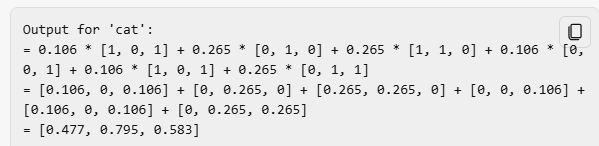 Output for 'cat':
= 0.106 * [1, 0, 1] + 0.265 * [0, 1, 0] + 0.265 * [1, 1, 0] + 0.106 * [0,
0, 1] + 0.106 * [1, 0, 1] + 0.265 * [0, 1, 1]
= [0.106, 0, 0.106] + [0, 0.265, 0] + [0.265, 0.265, 0] + [0, 0, 0.106] +
[0.106, 0, 0.106] + [0, 0.265, 0.265]
= [0.477, 0.795, 0.583]